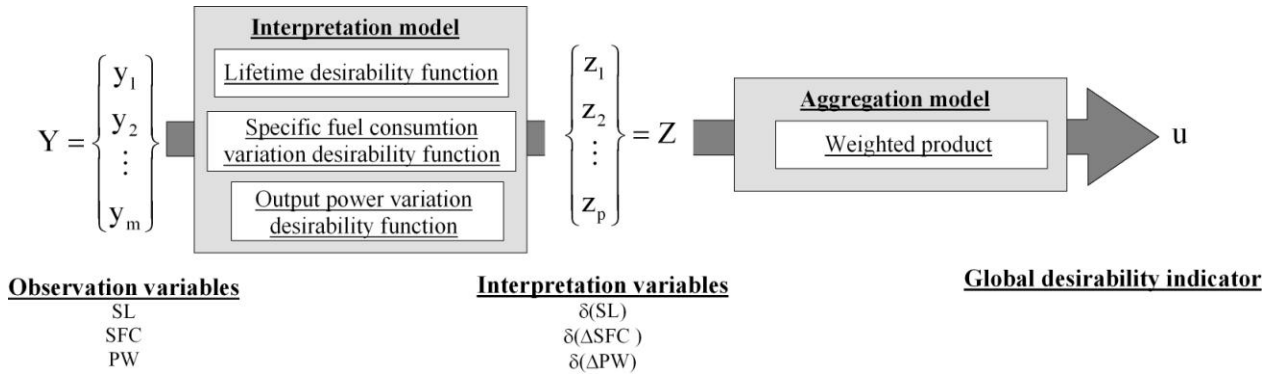 Interpretation model
Lifetime desirability function
Specific fuel consumtion
variation desirability function
Output power variation
desirability function
Y = { y1 y2 ⋮ ym }
{ z1 z2 ⋮ zp } = Z
Aggregation model
Weighted product
u
Observation variables
SL
SFC
PW
Interpretation variables
δ(SL)
δ(ΔSFC )
δ(ΔPW)
Global desirability indicator